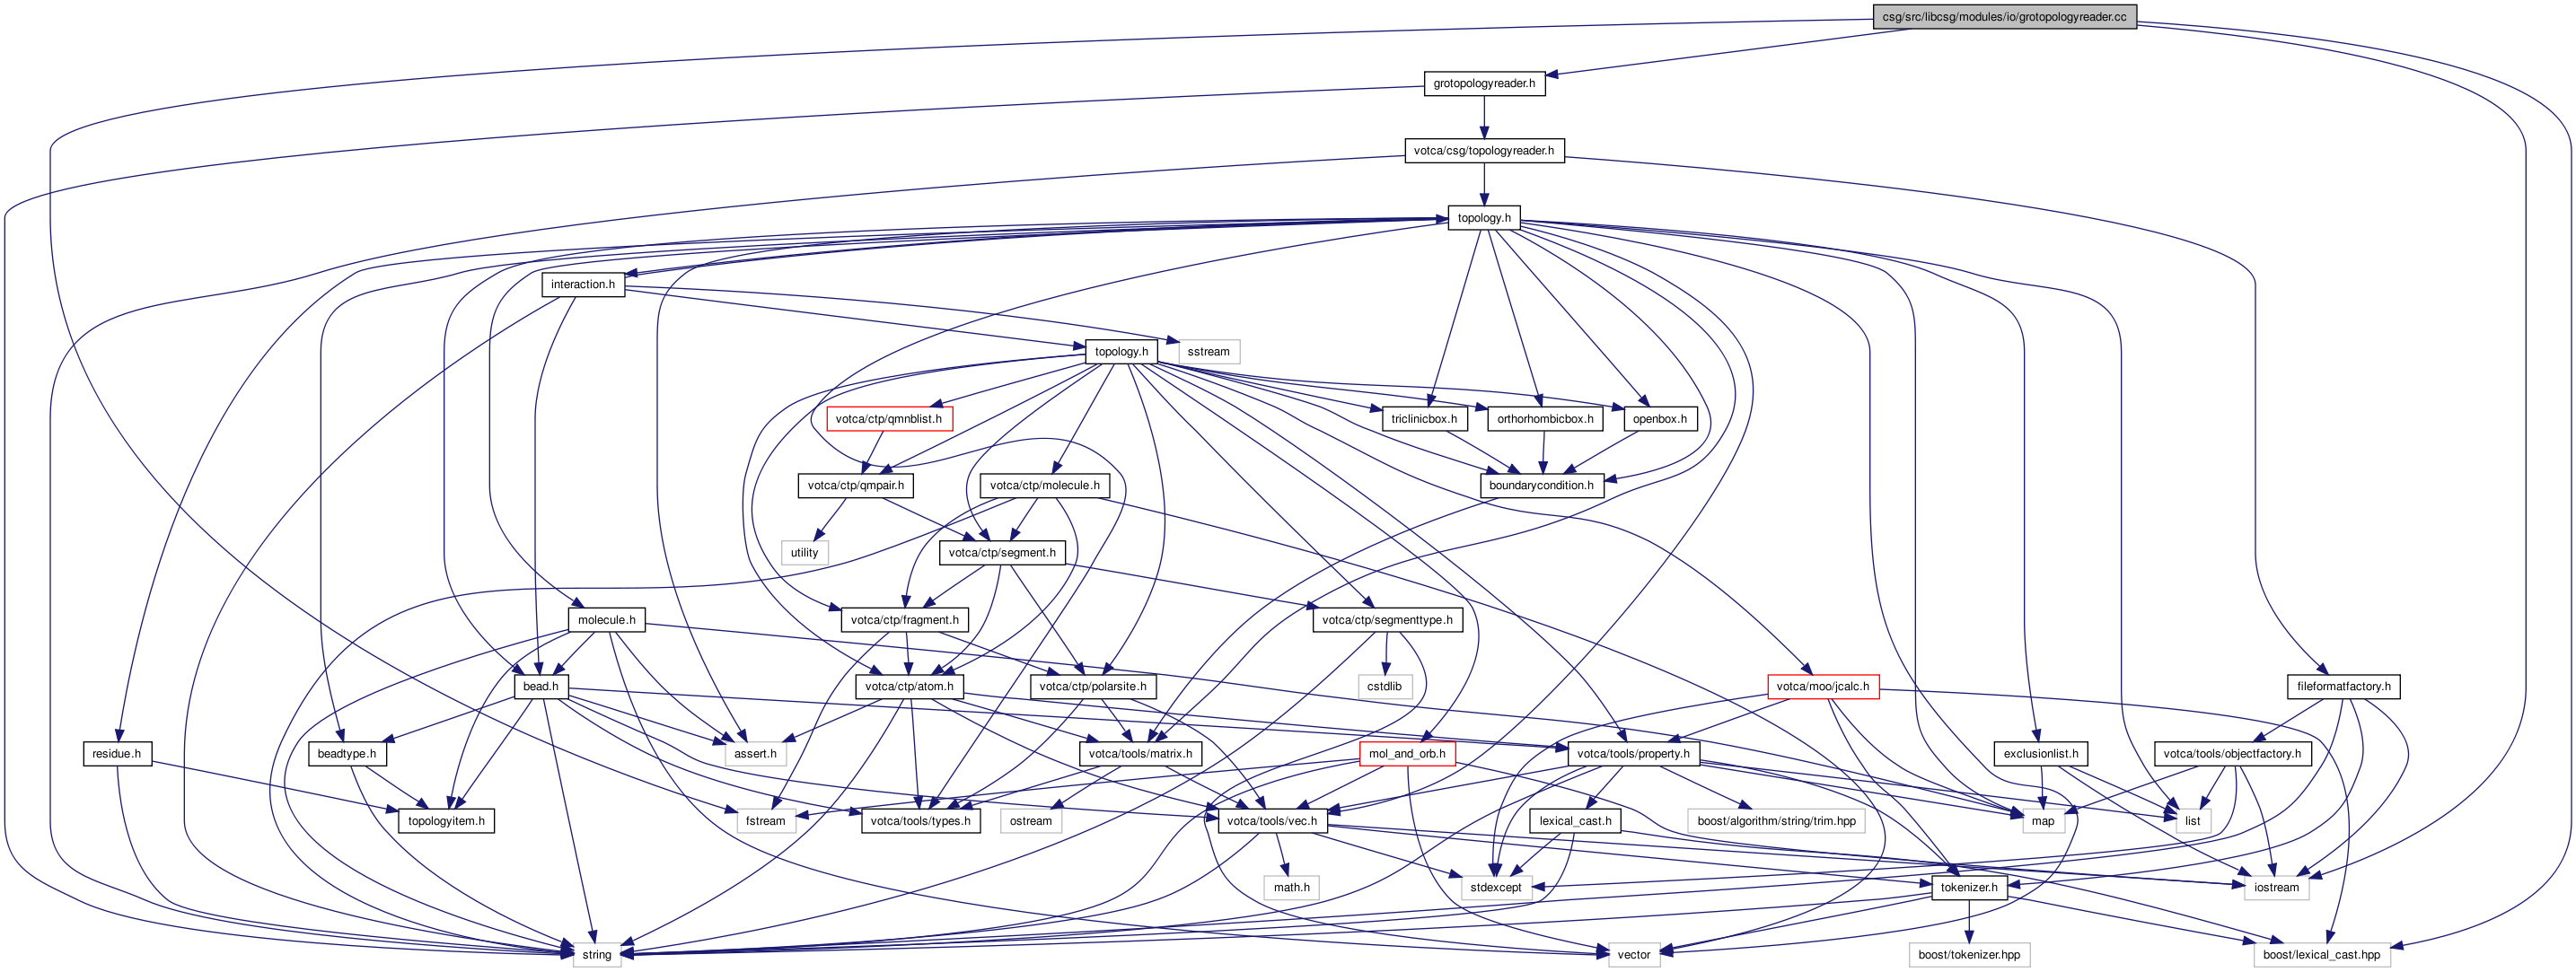 csg/src/libcsg/modules/io/grotopologyreader.cc
grotopologyreader.h
votca/csg/topologyreader.h
topology.h
interaction.h
topology.h
sstream
votca/ctp/qmnblist.h
triclinicbox.h
orthorhombicbox.h
openbox.h
votca/ctp/qmpair.h
votca/ctp/molecule.h
boundarycondition.h
utility
votca/ctp/segment.h
molecule.h
votca/ctp/fragment.h
votca/ctp/segmenttype.h
bead.h
votca/ctp/atom.h
votca/ctp/polarsite.h
cstdlib
votca/moo/jcalc.h
fileformatfactory.h
residue.h
beadtype.h
assert.h
votca/tools/matrix.h
mol_and_orb.h
votca/tools/property.h
exclusionlist.h
votca/tools/objectfactory.h
topologyitem.h
fstream
votca/tools/types.h
ostream
votca/tools/vec.h
lexical_cast.h
boost/algorithm/string/trim.hpp
map
list
math.h
stdexcept
tokenizer.h
iostream
string
vector
boost/tokenizer.hpp
boost/lexical_cast.hpp